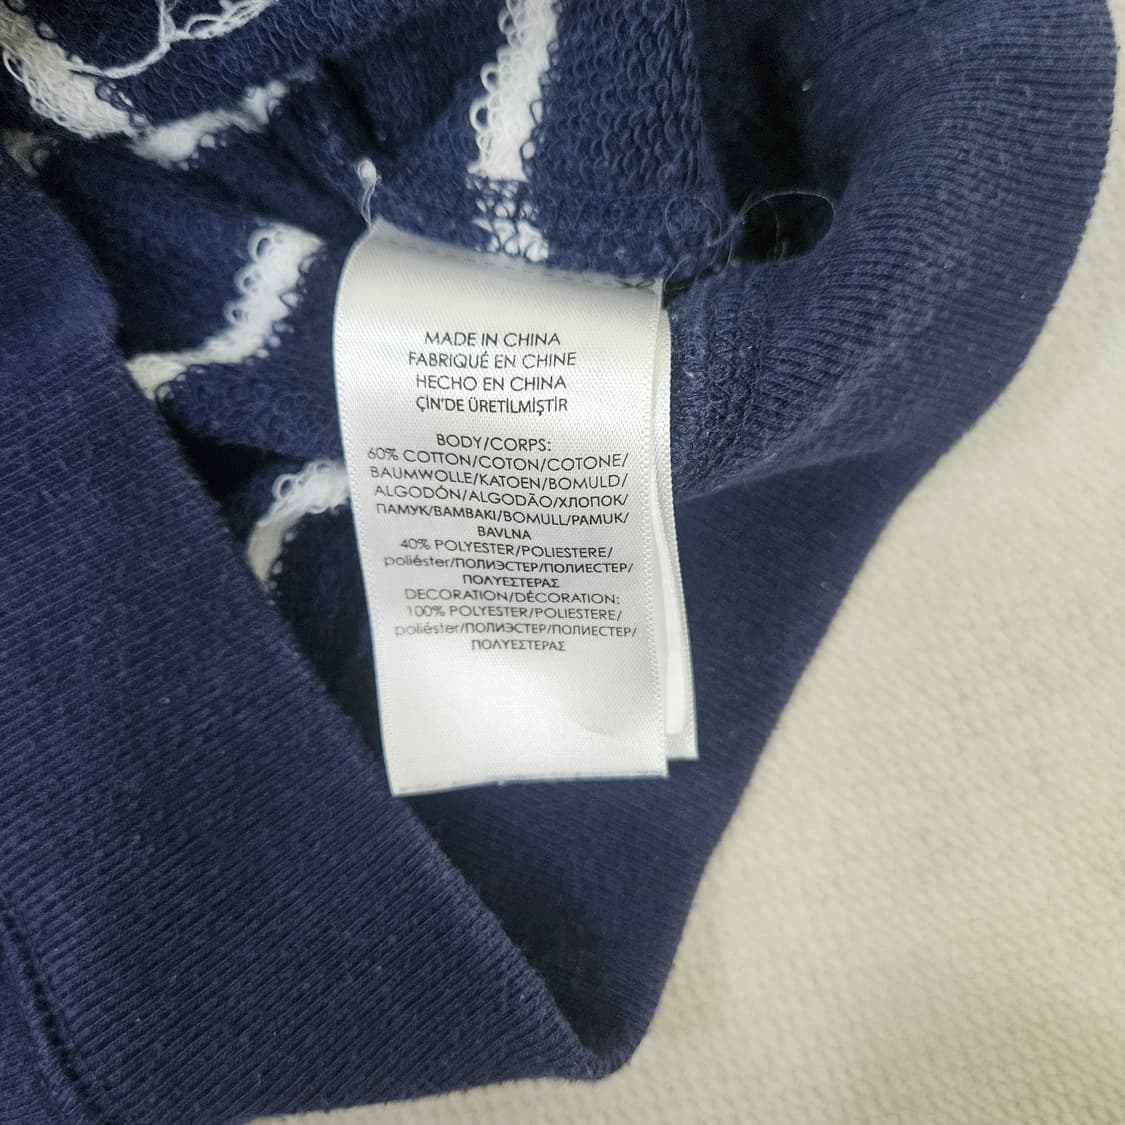 MADE IN CHINA
FABRIQUÉ EN CHINE
HECHO EN CHINA
ÇİN'DE ÜRETİLMİŞTİR
BODY/CORPS:
60% COTTON/COTON/COTONE/
BAUMWOLLE/KATOEN/BOMULD/
ALGODÓN/ALGODÃO/ХЛОПОК/
ПАМУК/ΒΑΜΒΑΚΙ/BOMULL/PAMUK/
BAVLNA
40% POLYESTER/POLIESTERE/
poliéster/ПОЛИЭСТЕР/ПОЛИЕСТЕР/
ΠΟΛΥΕΣΤΕΡΑΣ
DECORATION/DÉCORATION:
100% POLYESTER/POLIESTERE/
poliéster/ПОЛИЭСТЕР/ПОЛИЕСТЕР/
ΠΟΛΥΕΣΤΕΡΑΣ